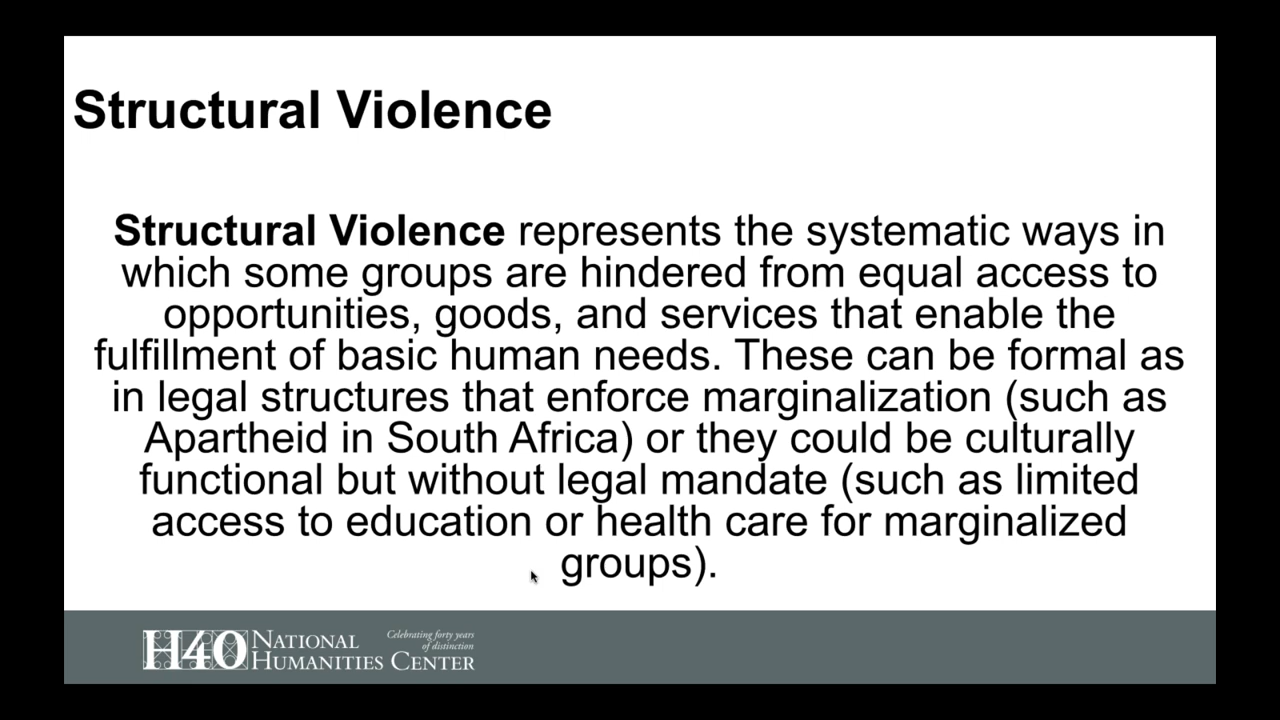 Structural Violence
Structural Violence represents the systematic ways in
which some groups are hindered from equal access to
opportunities, goods, and services that enable the
fulfillment of basic human needs. These can be formal as
in legal structures that enforce marginalization (such as
Apartheid in South Africa) or they could be culturally
functional but without legal mandate (such as limited
access to education or health care for marginalized
groups).
H40
NATIONAL
HUMANITIES CENTER
Celebrating forty years
of distinction